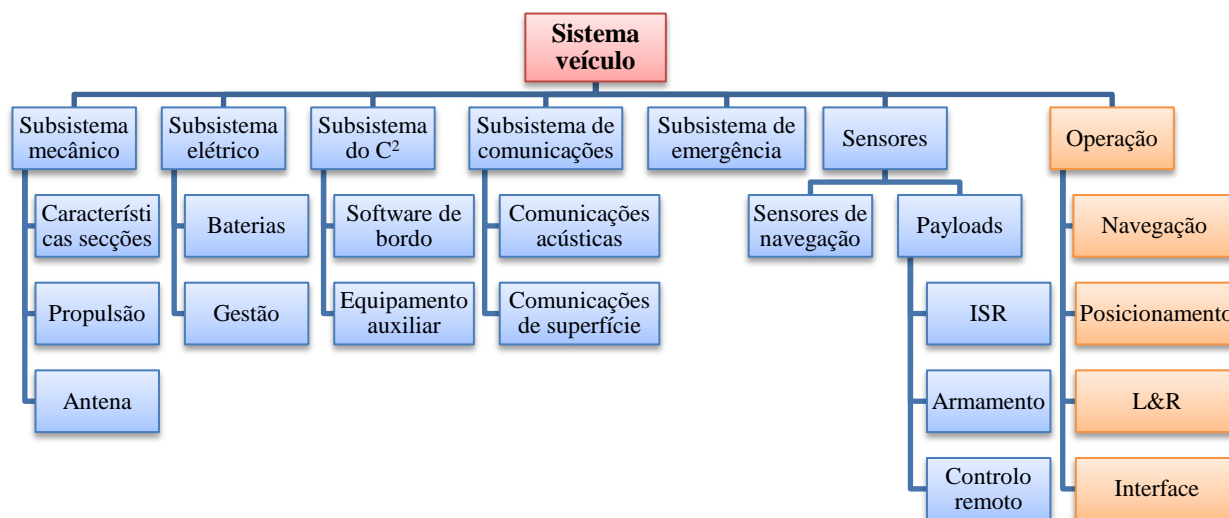 Sistema
veículo
Subsistema
mecânico
Subsistema
elétrico
Subsistema
do C²
Subsistema de
comunicações
Subsistema de
emergência
Sensores
Operação
Característi
cas secções
Propulsão
Antena
Baterias
Gestão
Software de
bordo
Equipamento
auxiliar
Comunicações
acústicas
Comunicações
de superfície
Sensores de
navegação
Payloads
ISR
Armamento
Controlo
remoto
Navegação
Posicionamento
L&R
Interface